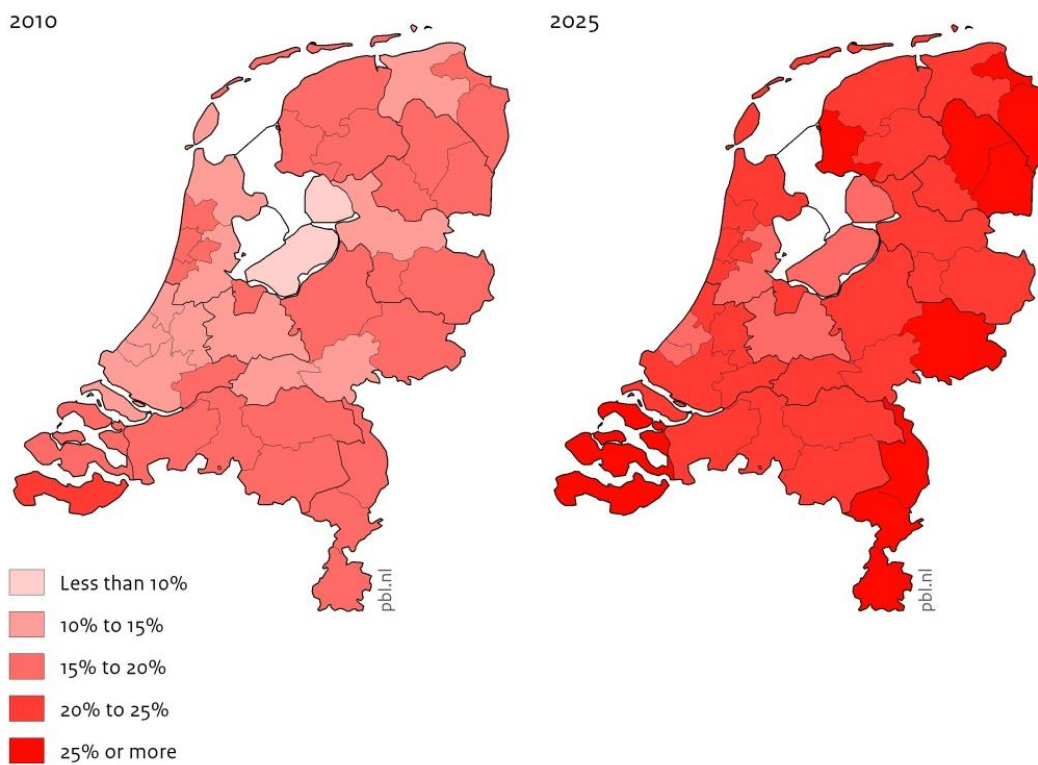 2010
2025
Less than 10%
10% to 15%
15% to 20%
20% to 25%
25% or more
pbl.nl
pbl.nl